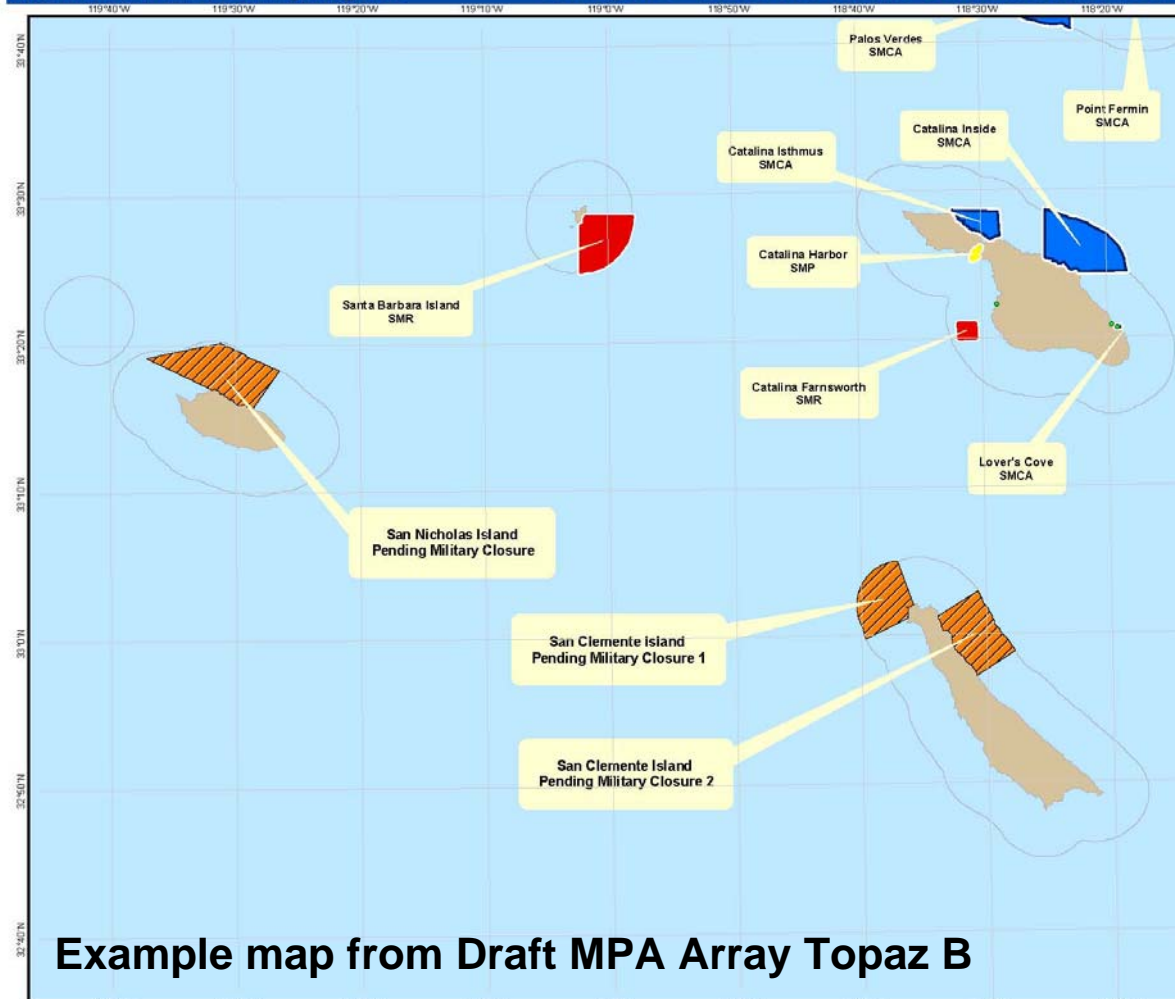 119°40'W
119°30'W
119°20'W
119°10'W
119°0'W
118°50'W
118°40'W
118°30'W
118°20'W
33°40'N
33°30'N
33°20'N
33°10'N
33°0'N
32°50'N
32°40'N
Palos Verdes
SMCA
Point Fermin
SMCA
Catalina Inside
SMCA
Catalina Isthmus
SMCA
Catalina Harbor
SMP
Santa Barbara Island
SMR
Catalina Farnsworth
SMR
Lover's Cove
SMCA
San Nicholas Island
Pending Military Closure
San Clemente Island
Pending Military Closure 1
San Clemente Island
Pending Military Closure 2
Example map from Draft MPA Array Topaz B